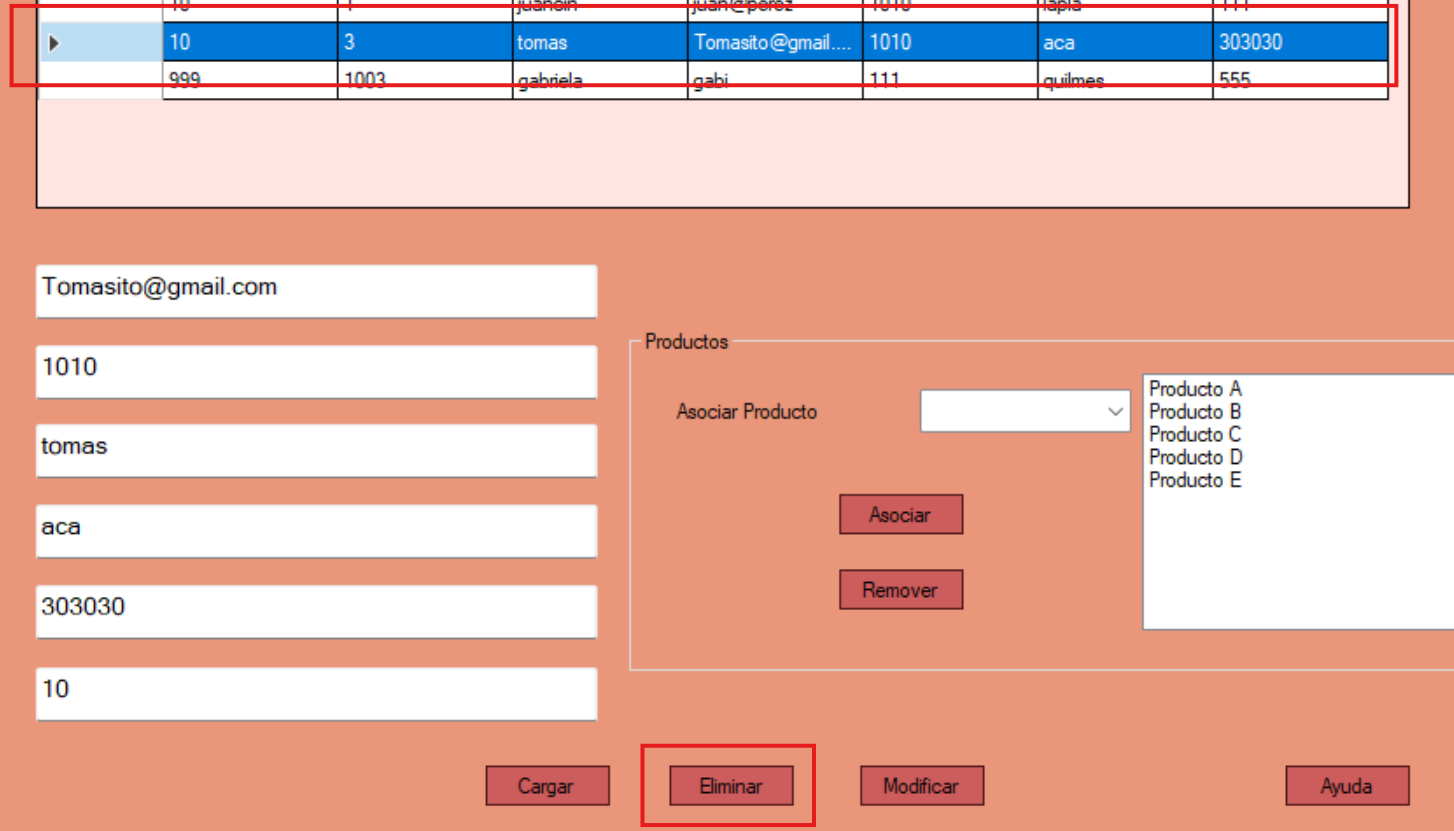 10 1 juancin juan@perez 1010 lapla 111
10 3 tomas Tomasito@gmail.... 1010 aca 303030
999 1003 gabriela gabi 111 quilmes 555
Tomasito@gmail.com
1010
tomas
aca
303030
10
Productos
Asociar Producto
Asociar
Remover
Producto A
Producto B
Producto C
Producto D
Producto E
Cargar Eliminar Modificar Ayuda